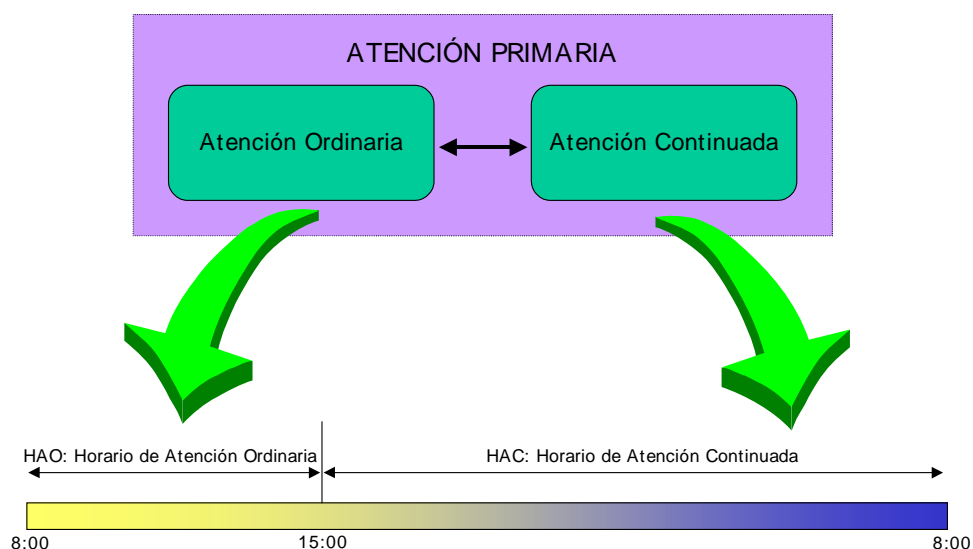 ATENCIÓN PRIMARIA
Atención Ordinaria
Atención Continuada
HAO: Horario de Atención Ordinaria
HAC: Horario de Atención Continuada
8:00
15:00
8:00